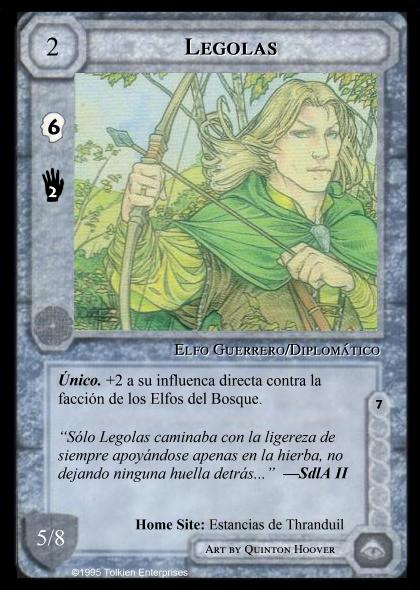 2
LEGOLAS
6
2
ELFO GUERRERO/DIPLOMÁTICO
Único. +2 a su influencia directa contra la
facción de los Elfos del Bosque.
7
“Sólo Legolas caminaba con la ligereza de
siempre apoyándose apenas en la hierba, no
dejando ninguna huella detrás...” —SdlA II
Home Site: Estancias de Thranduil
5/8
ART BY QUINTON HOOVER
©1995 Tolkien Enterprises